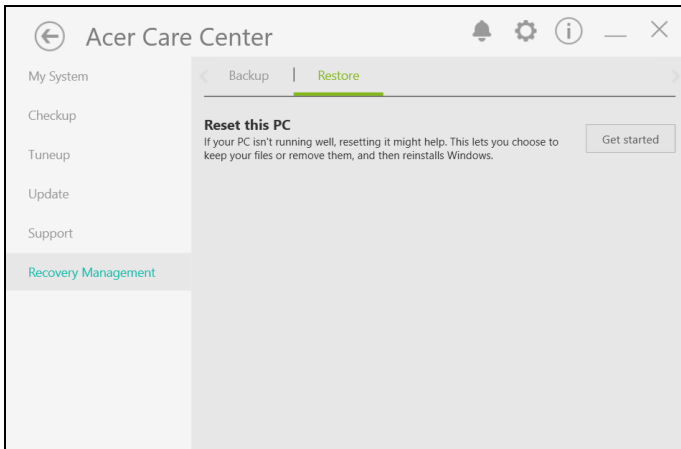 Acer Care Center
My System
Backup | Restore
Checkup
Reset this PC
If your PC isn't running well, resetting it might help. This lets you choose to
keep your files or remove them, and then reinstalls Windows.
Get started
Tuneup
Update
Support
Recovery Management